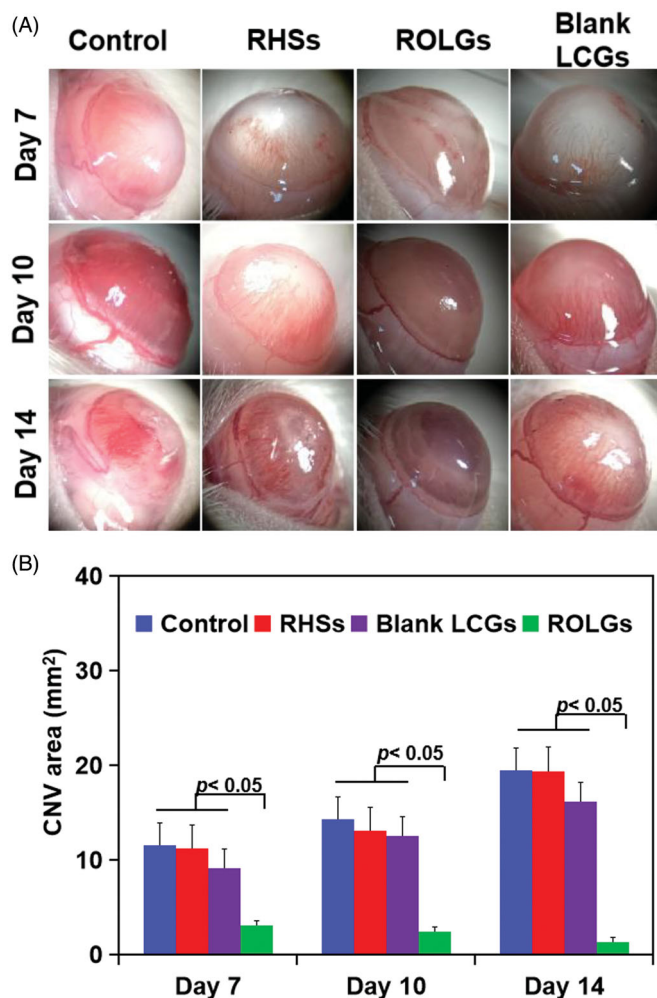 (A)
Control RHSs ROLGs Blank LCGs
Day 7
Day 10
Day 14
(B)
CNV area (mm²)
40
30
20
10
0
Control RHSs Blank LCGs ROLGs
p< 0.05
p< 0.05
p< 0.05
Day 7 Day 10 Day 14